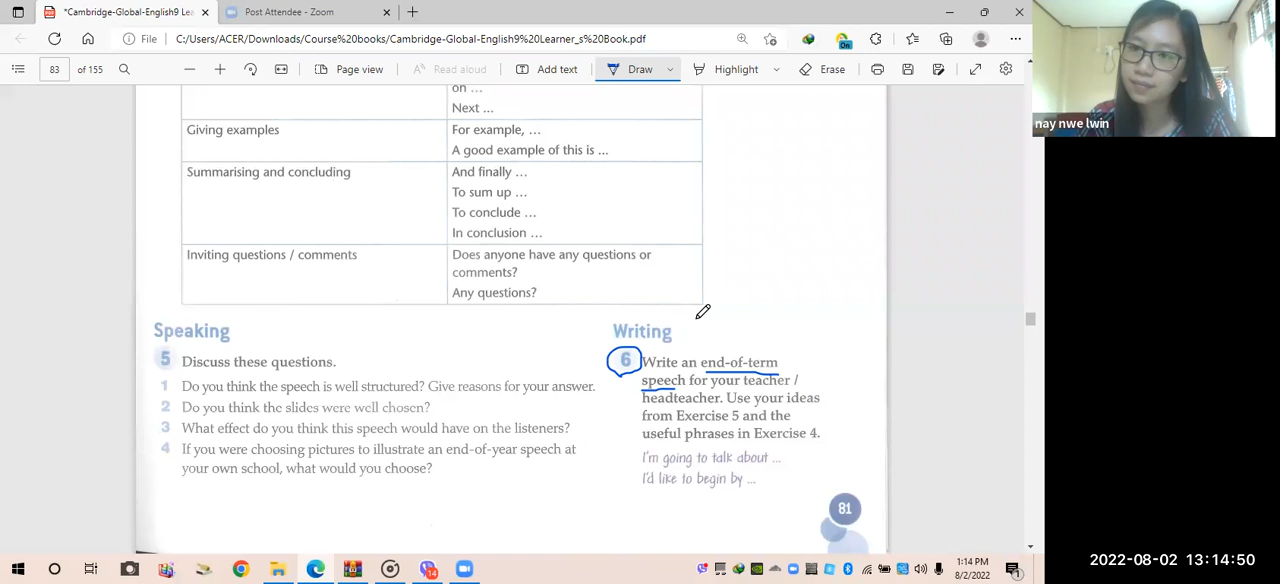 *Cambridge-Global-English9 Lea
Post Attendee - Zoom
File
C:/Users/ACER/Downloads/Course%20books/Cambridge-Global-English9%20Learner_s%20Book.pdf
On
83 of 155
Page view
Read aloud
Add text
Draw
Highlight
Erase
nay nwe lwin
on ...
Next ...
Giving examples
For example, ...
A good example of this is ...
Summarising and concluding
And finally ...
To sum up ...
To conclude ...
In conclusion ...
Inviting questions / comments
Does anyone have any questions or
comments?
Any questions?
Speaking
5 Discuss these questions.
1 Do you think the speech is well structured? Give reasons for your answer.
2 Do you think the slides were well chosen?
3 What effect do you think this speech would have on the listeners?
4 If you were choosing pictures to illustrate an end-of-year speech at
your own school, what would you choose?
Writing
6 Write an end-of-term
speech for your teacher /
headteacher. Use your ideas
from Exercise 5 and the
useful phrases in Exercise 4.
I'm going to talk about ...
I'd like to begin by ...
81
14
1:14 PM
8/2/2022
1
2022-08-02 13:14:50